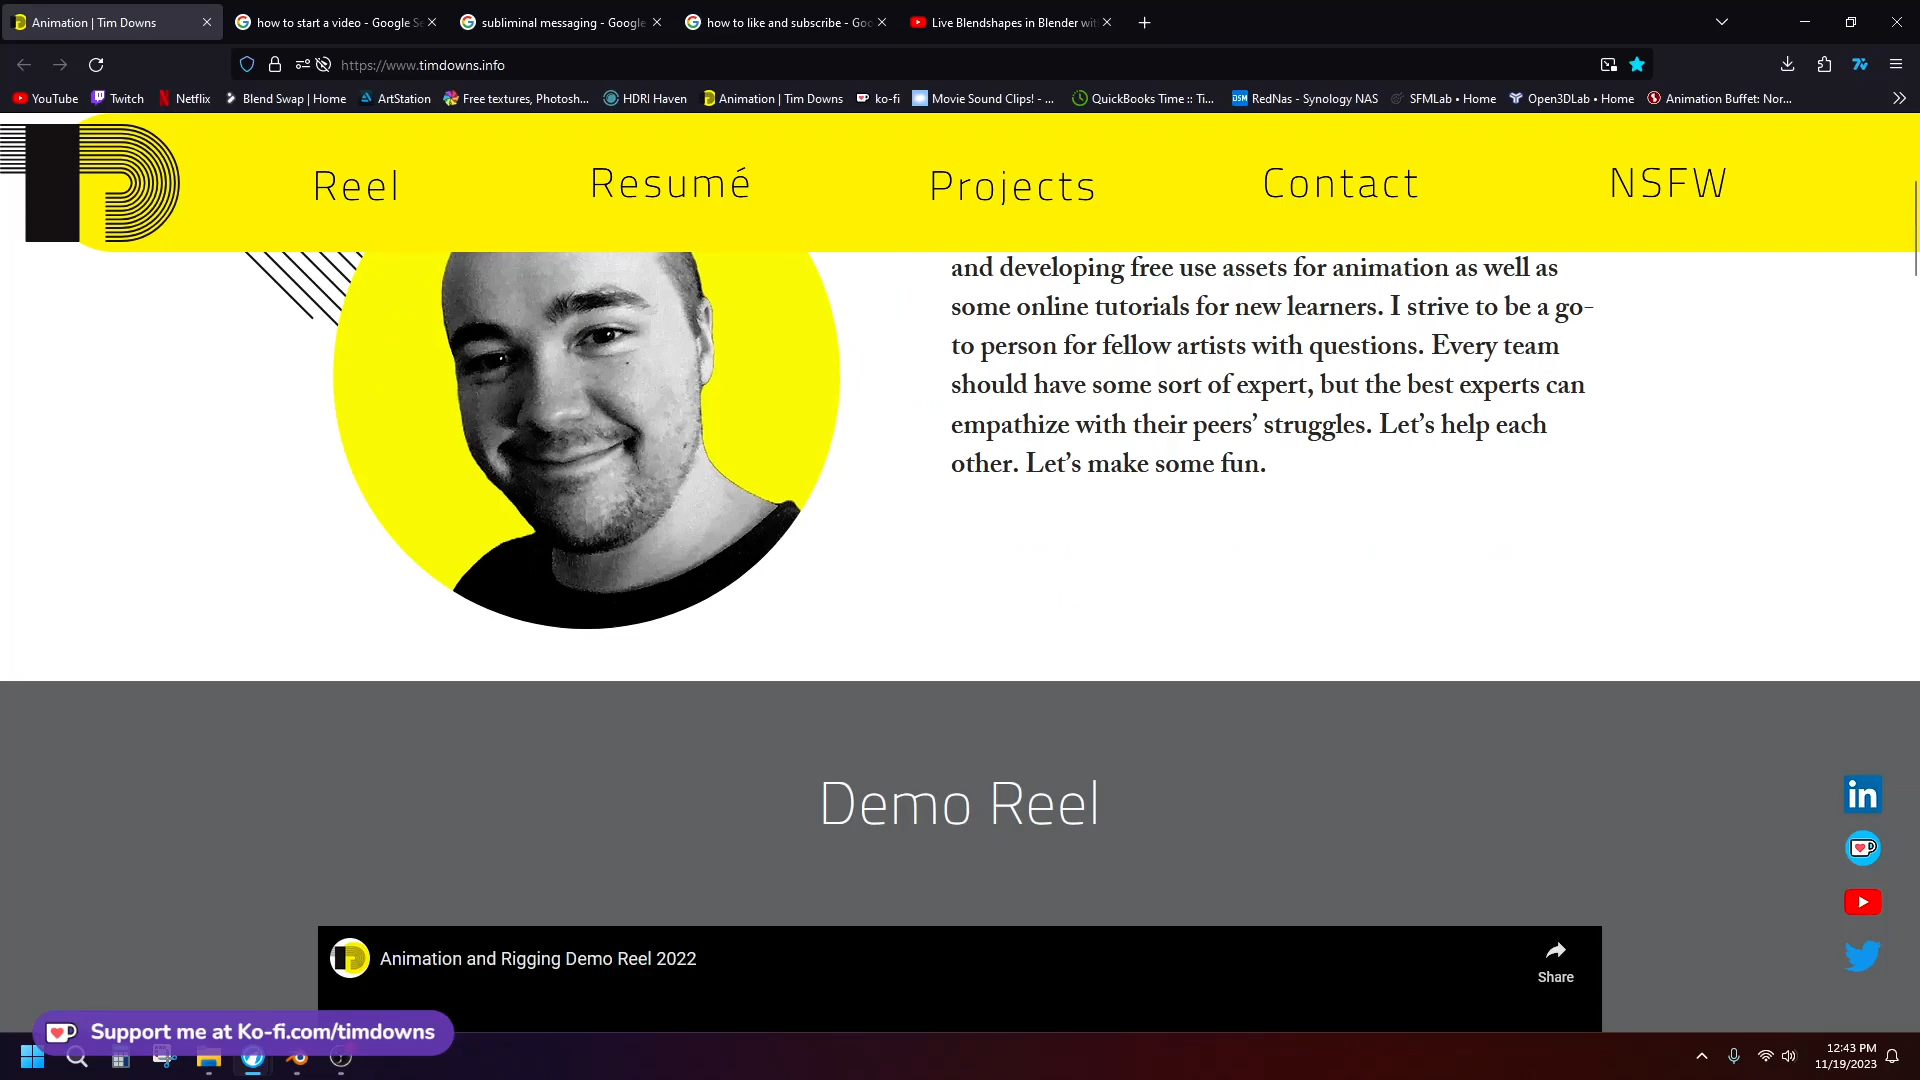 Animation | Tim Downs
how to start a video - Google Se
subliminal messaging - Google
how to like and subscribe - Goo
Live Blendshapes in Blender wit
https://www.timdowns.info
YouTube
Twitch
Netflix
Blend Swap | Home
ArtStation
Free textures, Photosh...
HDRI Haven
Animation | Tim Downs
ko-fi
Movie Sound Clips! - ...
QuickBooks Time :: Ti...
RedNas - Synology NAS
SFMLab • Home
Open3DLab • Home
Animation Buffet: Nor...
Reel
Resumé
Projects
Contact
NSFW
and developing free use assets for animation as well as
some online tutorials for new learners. I strive to be a go-
to person for fellow artists with questions. Every team
should have some sort of expert, but the best experts can
empathize with their peers’ struggles. Let’s help each
other. Let’s make some fun.
Demo Reel
Animation and Rigging Demo Reel 2022
Share
Support me at Ko-fi.com/timdowns
12:43 PM
11/19/2023